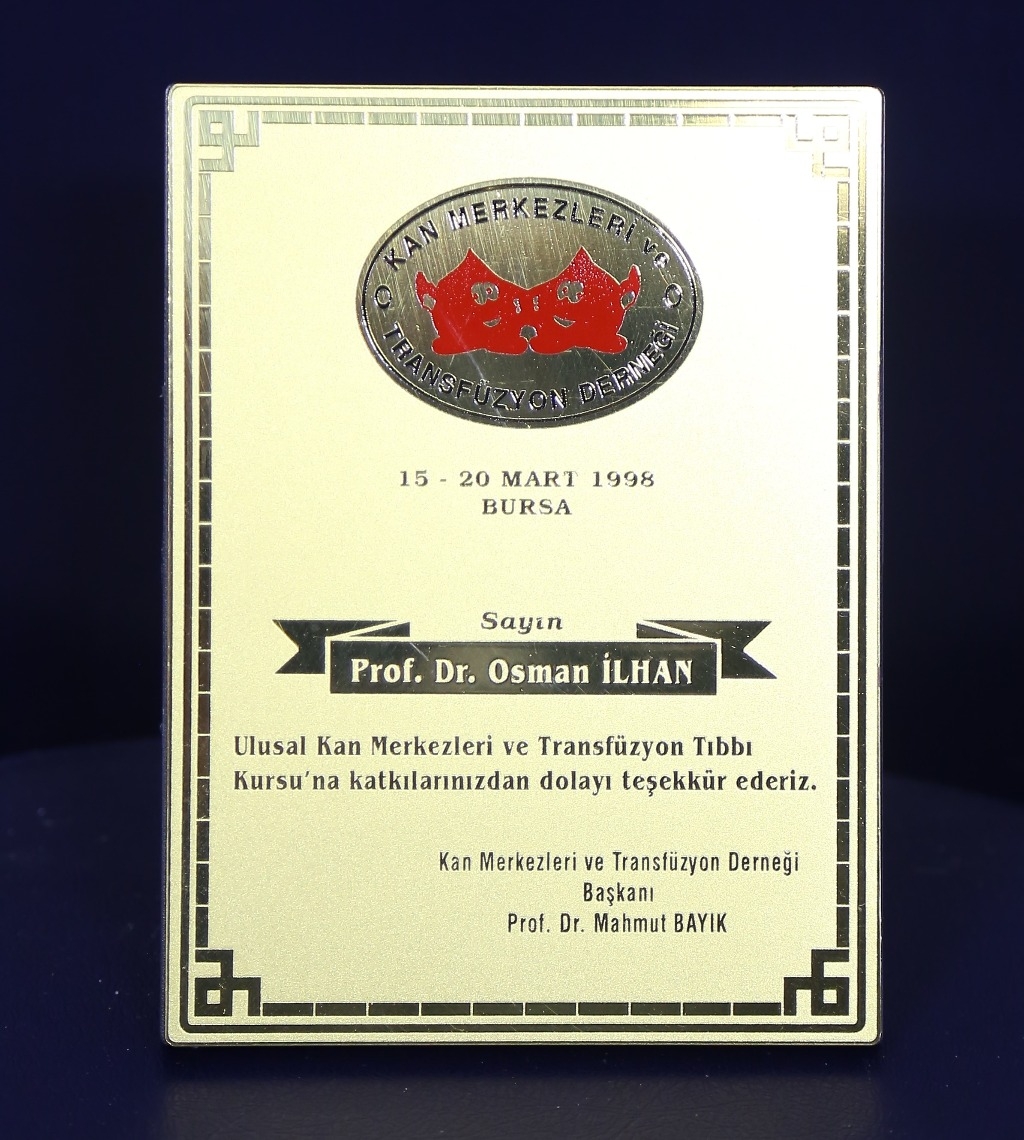 KAN MERKEZLERİ ve
TRANSFÜZYON DERNEĞİ
15 - 20 MART 1998
BURSA
Sayın
Prof. Dr. Osman İLHAN
Ulusal Kan Merkezleri ve Transfüzyon Tıbbı
Kursu'na katkılarınızdan dolayı teşekkür ederiz.
Kan Merkezleri ve Transfüzyon Derneği
Başkanı
Prof. Dr. Mahmut BAYIK